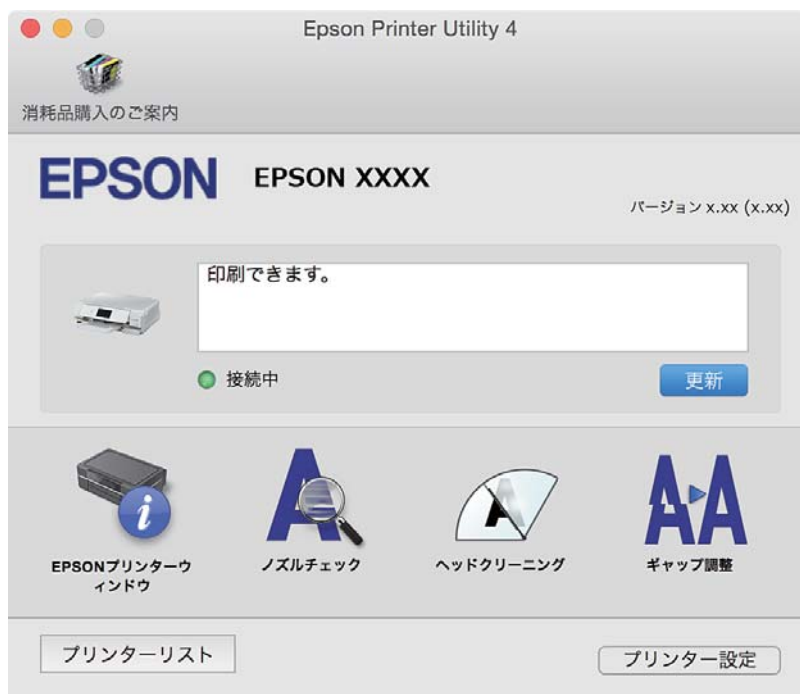 Epson Printer Utility 4
消耗品購入のご案内
EPSON
EPSON XXXX
バージョン x.xx (x.xx)
印刷できます。
接続中
更新
EPSONプリンターウ
ィンドウ
ノズルチェック
ヘッドクリーニング
ギャップ調整
プリンターリスト
プリンター設定